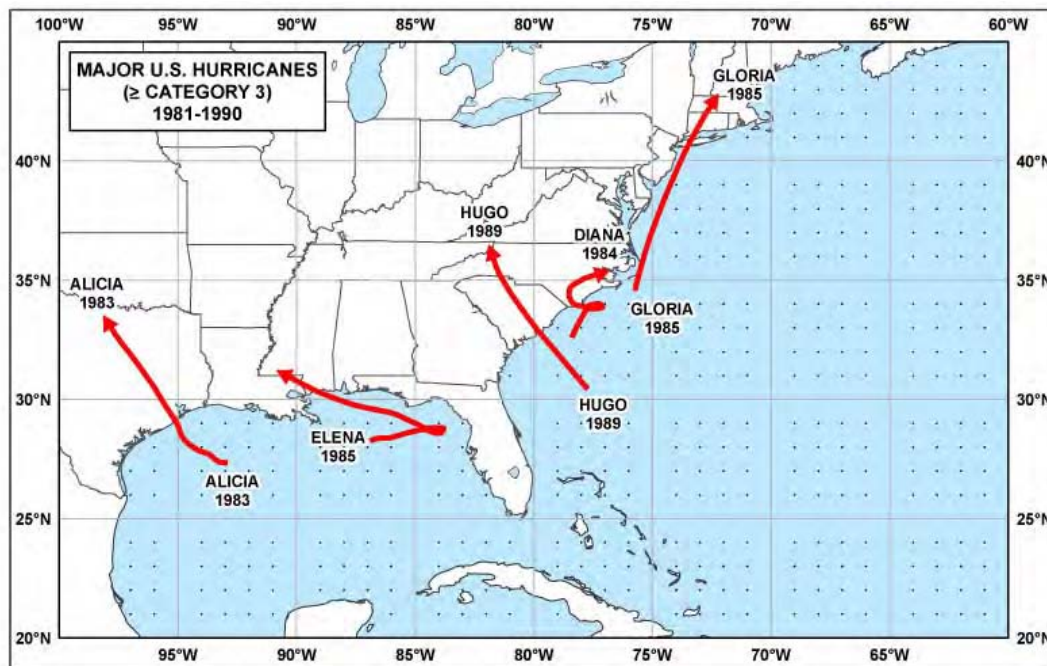 100°W 95°W 90°W 85°W 80°W 75°W 70°W 65°W 60°W
MAJOR U.S. HURRICANES
(≥ CATEGORY 3)
1981-1990
GLORIA
1985
40°N 40°N
HUGO
1989
DIANA
1984
ALICIA
1983
35°N 35°N
GLORIA
1985
30°N 30°N
HUGO
1989
ELENA
1985
ALICIA
1983
25°N 25°N
20°N 20°N
95°W 90°W 85°W 80°W 75°W 70°W 65°W